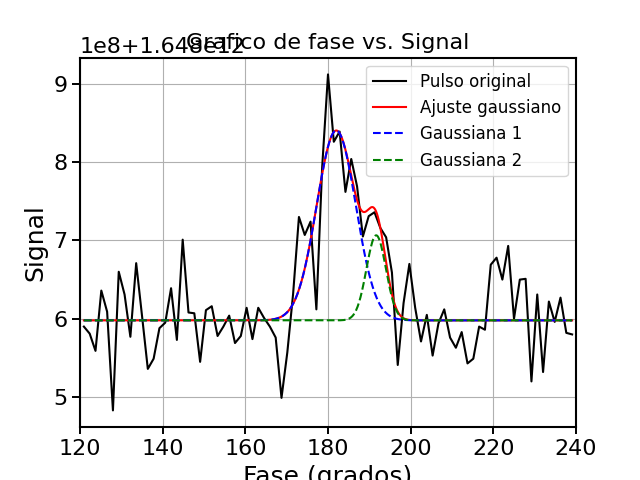 Grafico de fase vs. Signal
1e8+1.648e12
Pulso original
Ajuste gaussiano
Gaussiana 1
Gaussiana 2
Signal
9
8
7
6
5
120 140 160 180 200 220 240
Fase (grados)